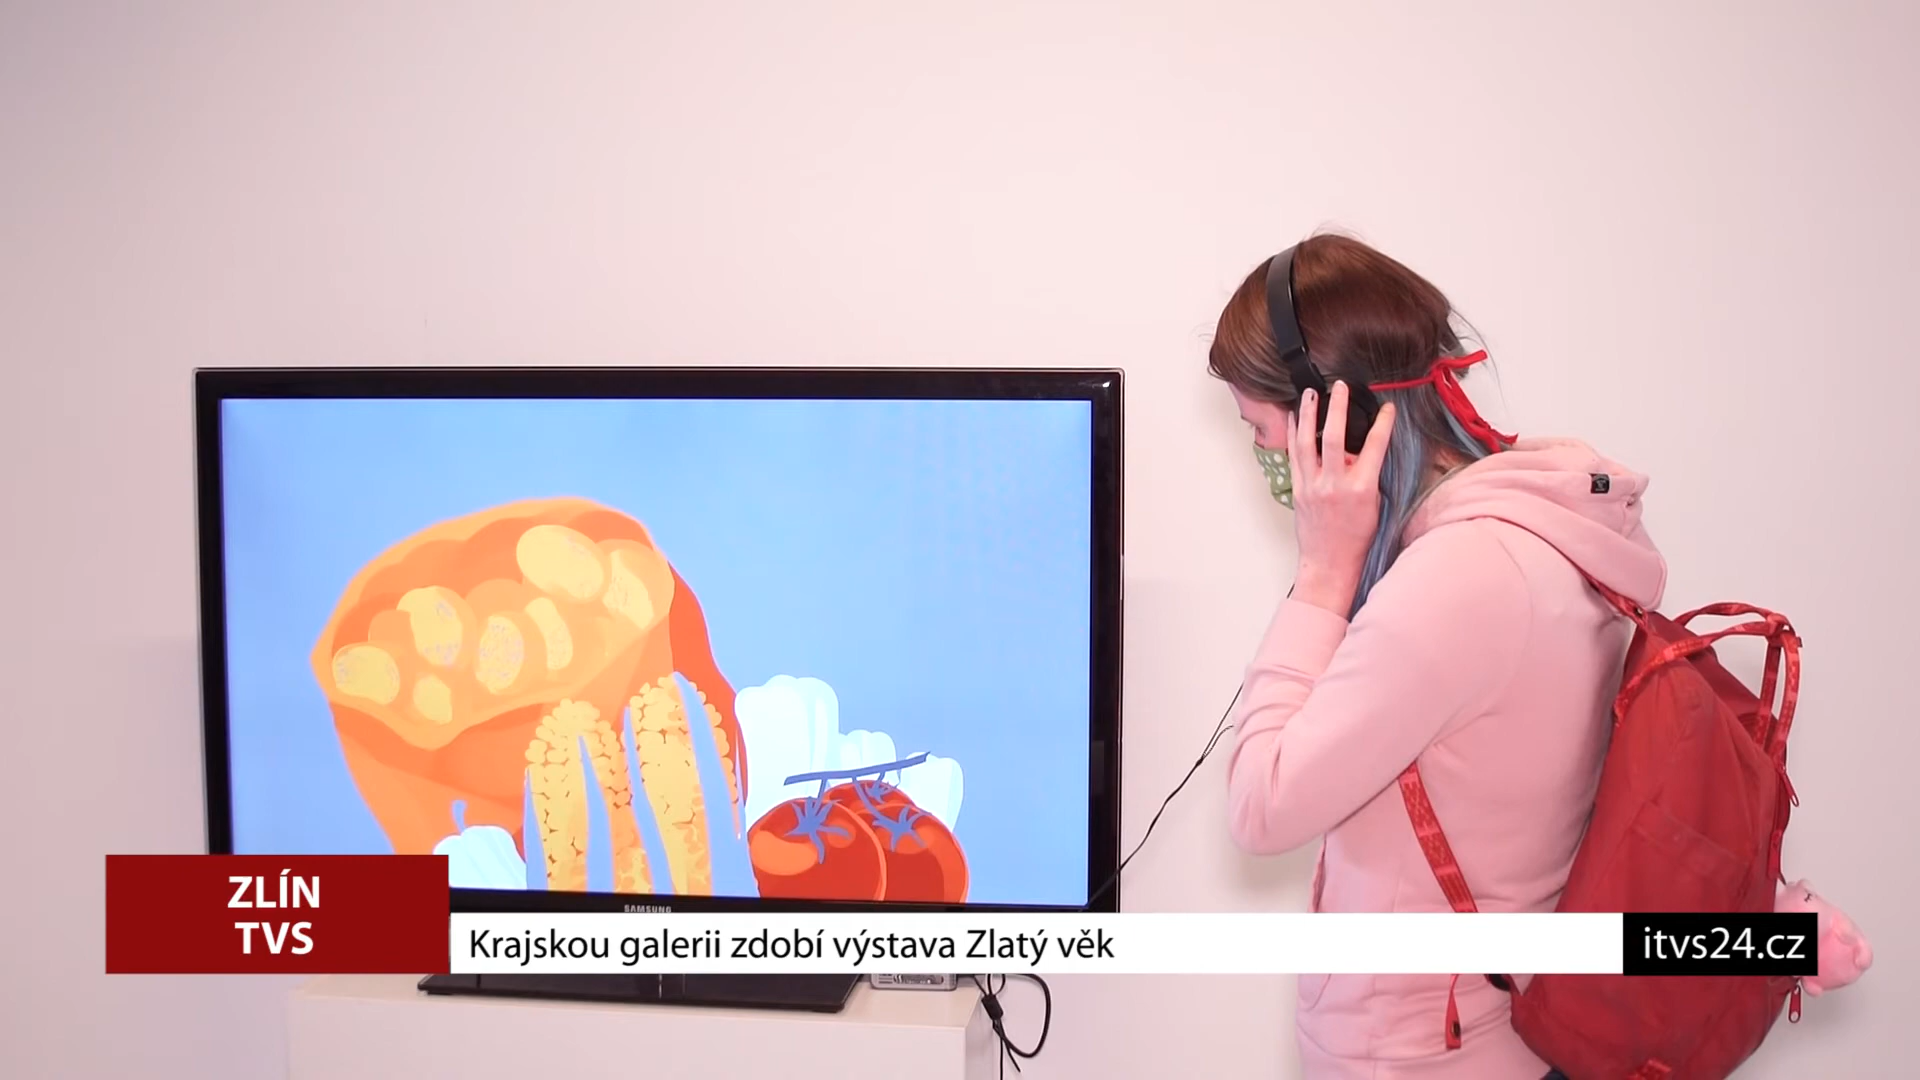 SAMSUNG
ZLÍN
TVS
Krajskou galerii zdobí výstava Zlatý věk
itvs24.cz